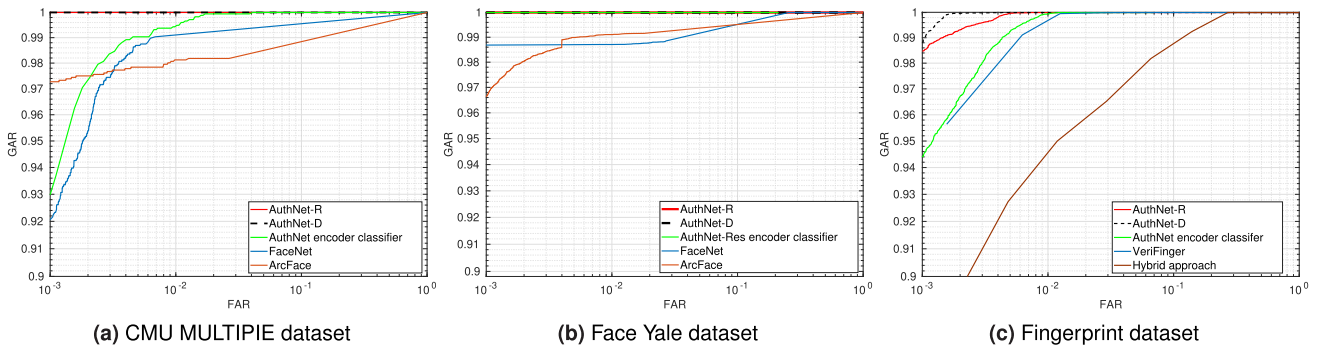 1
0.99
0.98
0.97
0.96
0.95
0.94
0.93
0.92
0.91
0.9
GAR
10-3
10-2
10-1
100
FAR
AuthNet-R
AuthNet-D
AuthNet encoder classifier
FaceNet
ArcFace
(a) CMU MULTIPIE dataset
1
0.99
0.98
0.97
0.96
0.95
0.94
0.93
0.92
0.91
0.9
GAR
10-3
10-2
10-1
100
FAR
AuthNet-R
AuthNet-D
AuthNet-Res encoder classifier
FaceNet
ArcFace
(b) Face Yale dataset
1
0.99
0.98
0.97
0.96
0.95
0.94
0.93
0.92
0.91
0.9
GAR
10-3
10-2
10-1
100
FAR
AuthNet-R
AuthNet-D
AuthNet encoder classifer
VeriFinger
Hybrid approach
(c) Fingerprint dataset